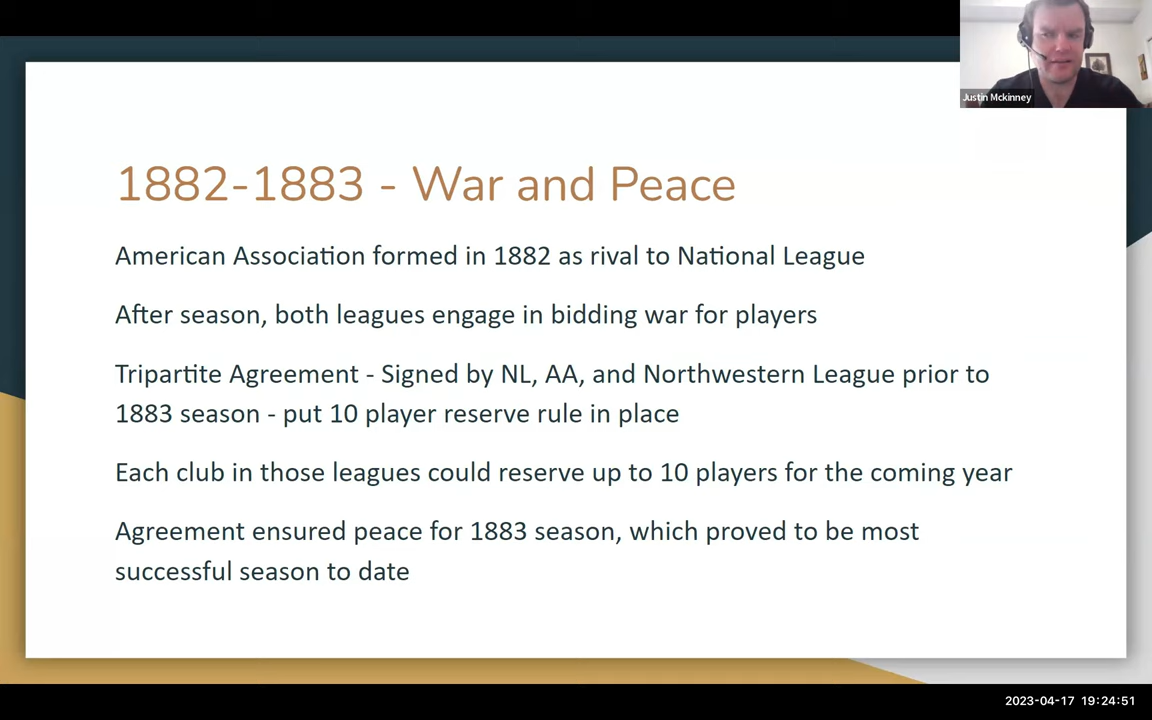 Justin Mckinney
1882-1883 - War and Peace
American Association formed in 1882 as rival to National League
After season, both leagues engage in bidding war for players
Tripartite Agreement - Signed by NL, AA, and Northwestern League prior to
1883 season - put 10 player reserve rule in place
Each club in those leagues could reserve up to 10 players for the coming year
Agreement ensured peace for 1883 season, which proved to be most
successful season to date
2023-04-17 19:24:51